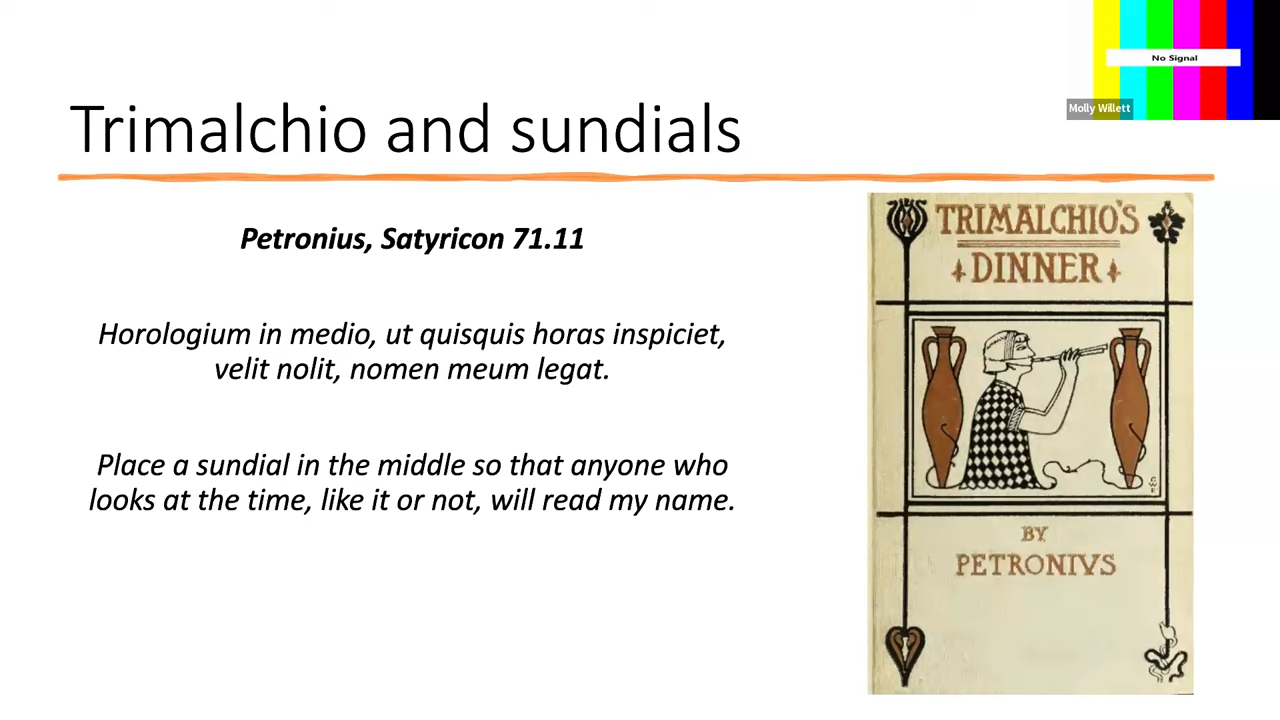 No Signal
Molly Willett
Trimalchio and sundials
Petronius, Satyricon 71.11
Horologium in medio, ut quisquis horas inspiciet,
velit nolit, nomen meum legat.
Place a sundial in the middle so that anyone who
looks at the time, like it or not, will read my name.
TRIMALCHIO'S
DINNER
BY
PETRONIVS